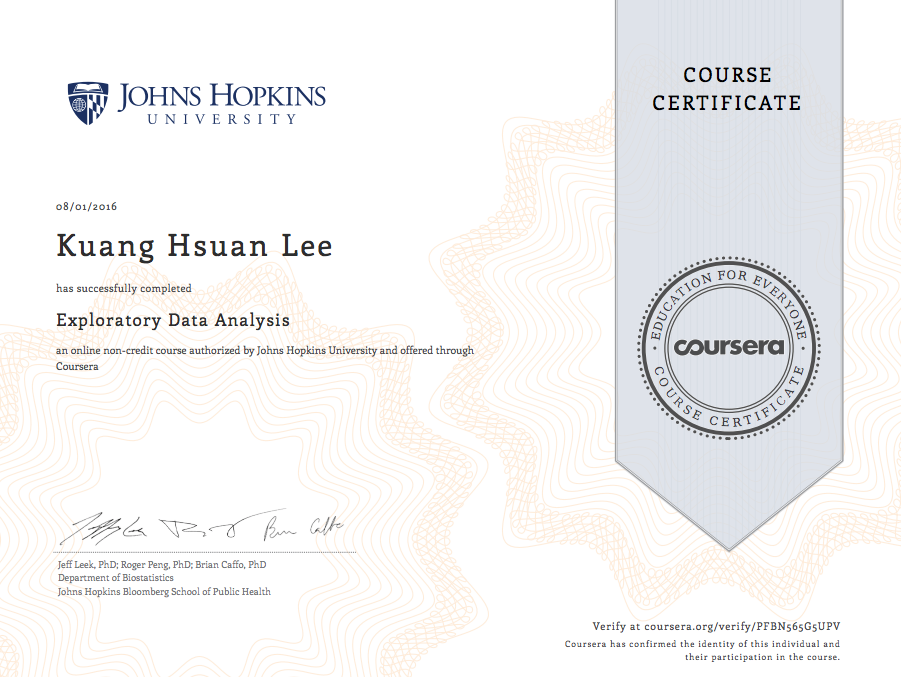 JOHNS HOPKINS
UNIVERSITY
COURSE
CERTIFICATE
08/01/2016
Kuang Hsuan Lee
has successfully completed
Exploratory Data Analysis
an online non-credit course authorized by Johns Hopkins University and offered through
Coursera
EDUCATION FOR EVERYONE
coursera
COURSE CERTIFICATE
Jeff Leek, PhD; Roger Peng, PhD; Brian Caffo, PhD
Department of Biostatistics
Johns Hopkins Bloomberg School of Public Health
Verify at coursera.org/verify/PFBN565G5UPV
Coursera has confirmed the identity of this individual and
their participation in the course.